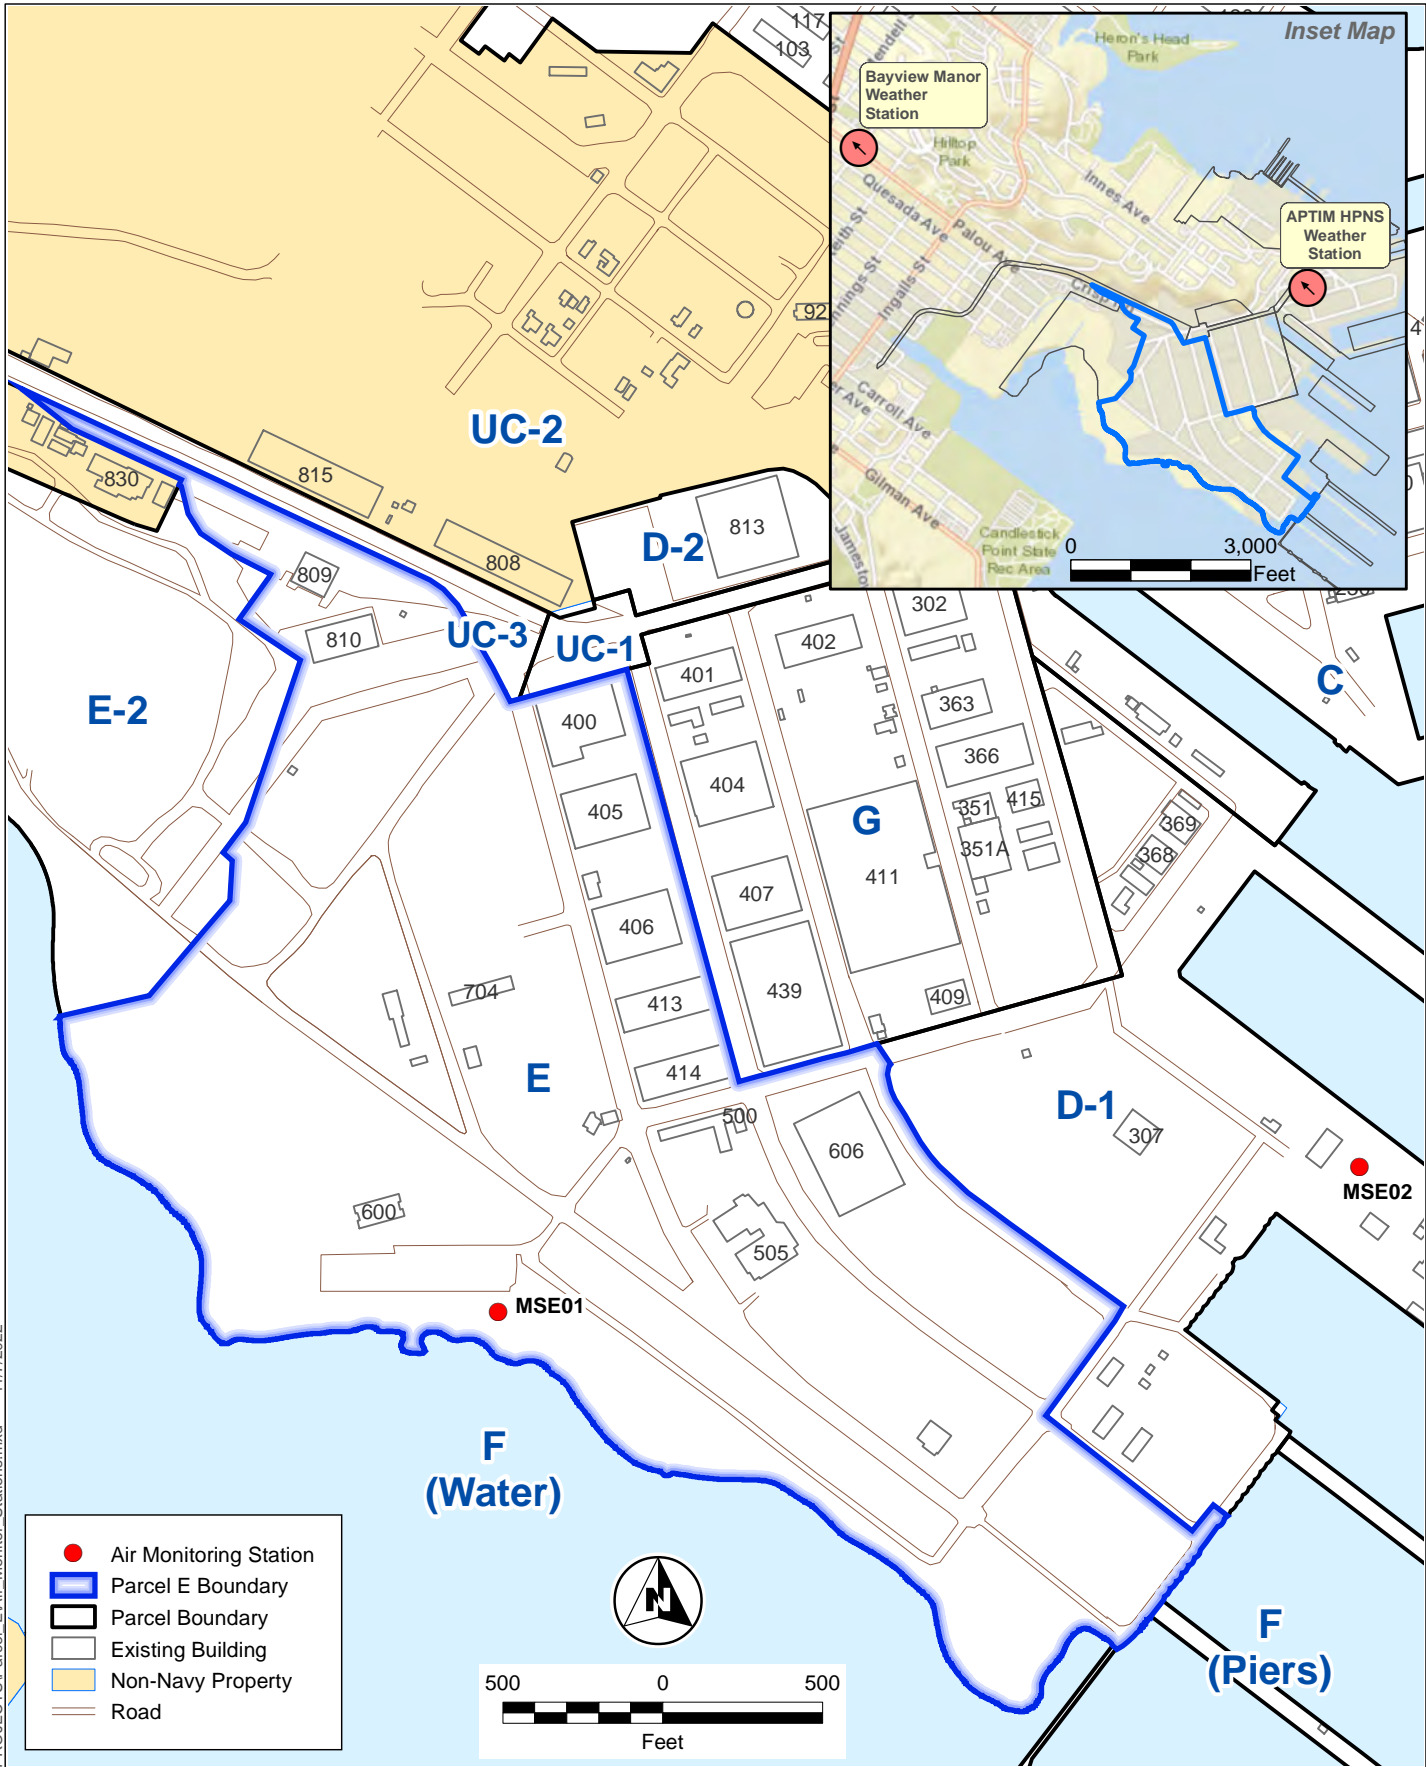 117
103
Inset Map
Heron's Head
Park
Bayview Manor
Weather
Station
Hilltop
Park
Innes Ave
Quesada Ave
Palou Ave
Ingalls St
APTIM HPNS
Weather
Station
Carroll Ave
Gilman Ave
Candlestick
Point State
Rec Area
0 3,000
Feet
UC-2
815
830
808
D-2
813
809
810
UC-3
UC-1
302
402
401
C
E-2
400
363
366
404
405
G
351
415
369
351A
368
411
407
406
704
413
439
409
414
E
D-1
500
307
606
MSE02
600
505
MSE01
F
(Water)
F
(Piers)
Air Monitoring Station
Parcel E Boundary
Parcel Boundary
Existing Building
Non-Navy Property
Road
N
500 0 500
Feet